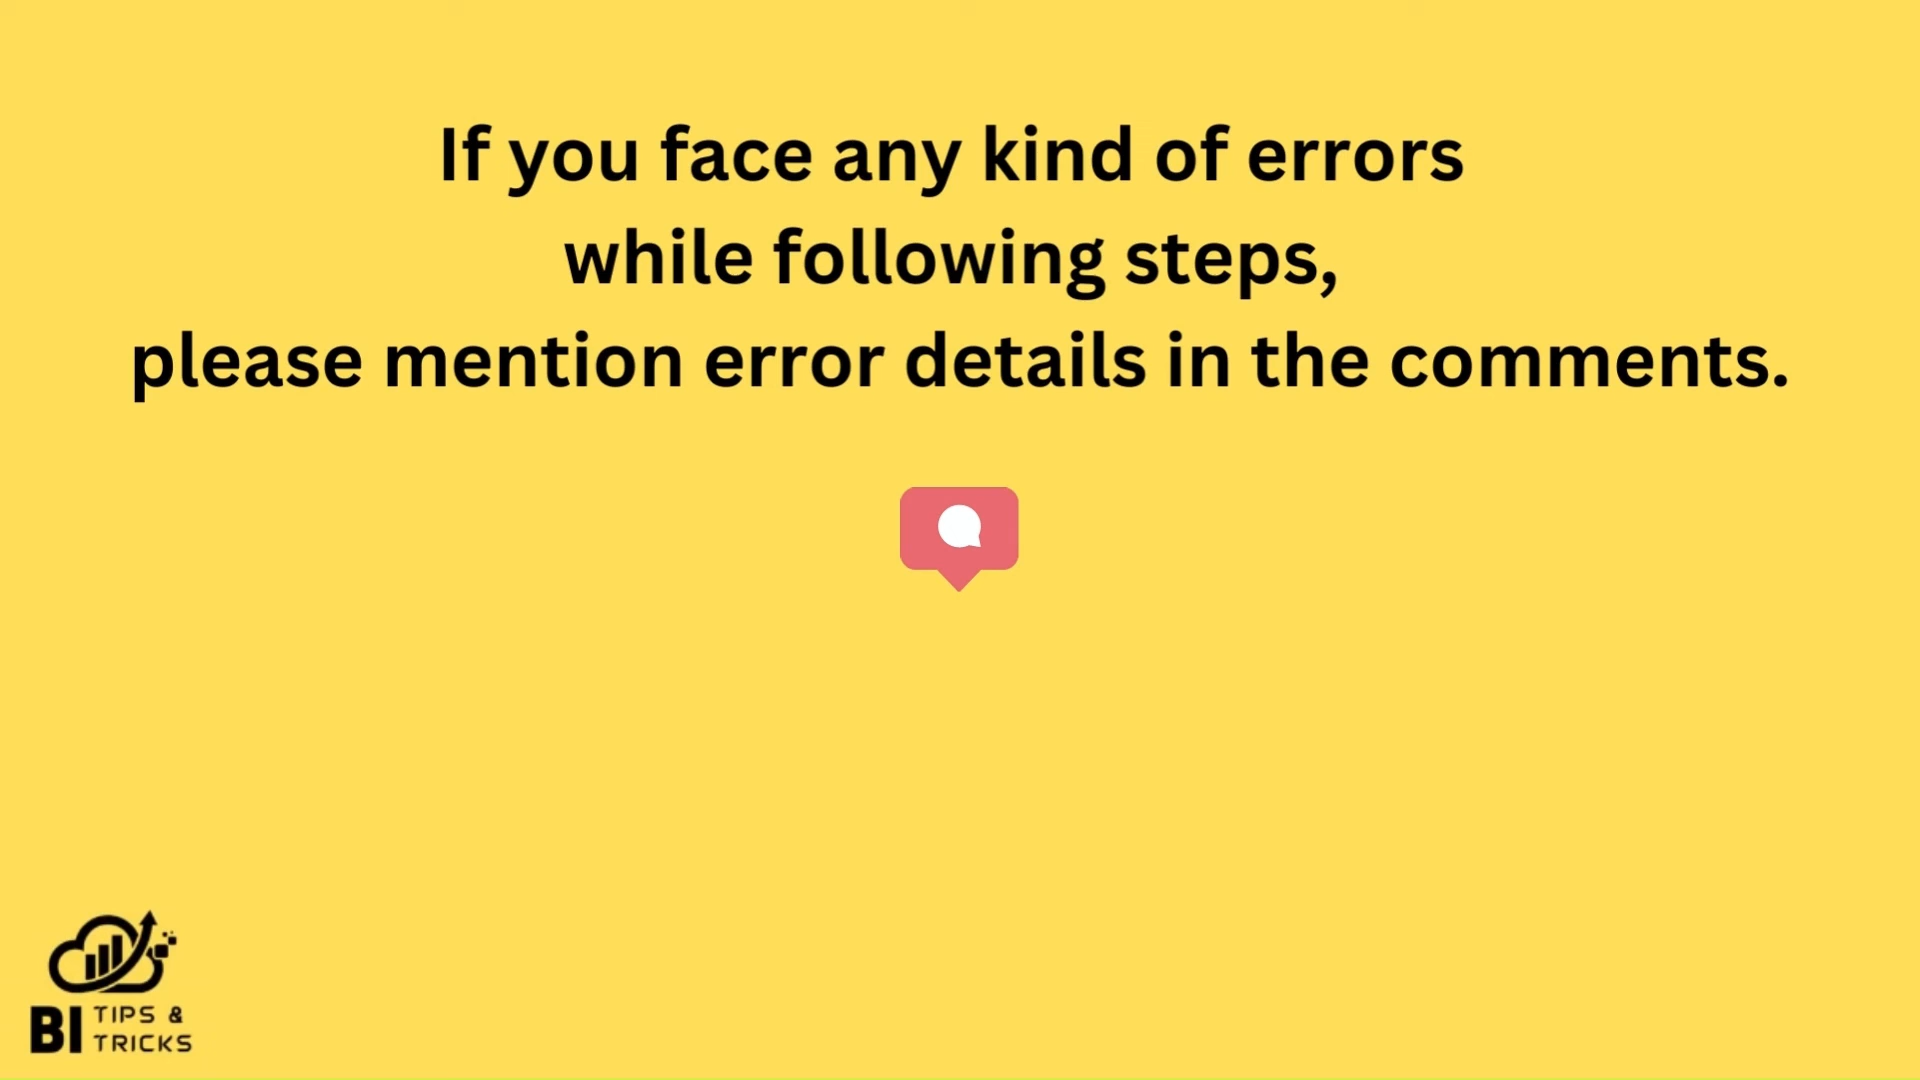 If you face any kind of errors
while following steps,
please mention error details in the comments.
BI TIPS &
TRICKS